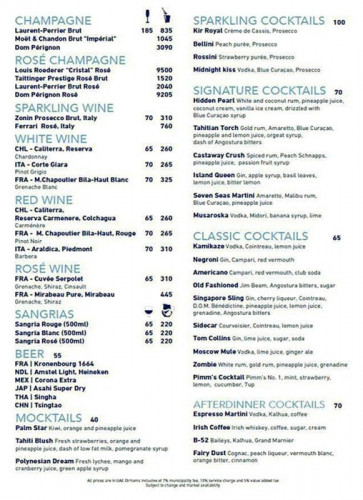 CHAMPAGNE
Laurent-Perrier Brut 185 835
Moët & Chandon Brut "Impérial" 1045
Dom Pérignon 3090
ROSÉ CHAMPAGNE
Louis Roederer "Cristal" Rosé 9500
Taittinger Prestige Rosé Brut 1520
Laurent-Perrier Brut Rosé 2040
Dom Pérignon Rosé 9205
SPARKLING WINE
Zonin Prosecco Brut, Italy 70 310
Ferrari Rosé, Italy 760
WHITE WINE
CHL - Caliterra, Reserva 65 260
Chardonnay
ITA - Corte Giara 65 275
Pinot Grigio
FRA - M.Chapoutier Bila-Haut Blanc 70 325
Grenache Blanc
RED WINE
CHL - Caliterra,
Reserva Carmenere, Colchagua 65 260
Carménère
FRA - M. Chapoutier Bila-Haut, Rouge 70 265
Pinot Noir
ITA - Araldica, Piedmont 70 310
Barbera
ROSÉ WINE
FRA - Cuvée Serpolet 65 310
Grenache, Shiraz, Cinsault
FRA - Mirabeau Pure, Mirabeau 445
Grenache, Shiraz
SANGRIAS
Sangria Rouge (500ml) 65 220
Sangria Blanc (500ml) 65 220
Sangria Rosé (500ml) 65 220
BEER 55
FRA | Kronenbourg 1664
NDL | Amstel Light, Heineken
MEX | Corona Extra
JAP | Asahi Super Dry
THA | Singha
CHN | Tsingtao
MOCKTAILS 40
Palm Star Kiwi, orange and pineapple juice
Tahiti Blush Fresh strawberries, orange and
pineapple juice, dash of low fat milk, pomegranate syrup
Polynesian Dream Fresh lyches, mango and
cranberry juice, green apple syrup
SPARKLING COCKTAILS 100
Kir Royal Crème de Cassis, Prosecco
Bellini Peach purée, Prosecco
Rossini Strawberry purée, Prosecco
Midnight kiss Vodka, Blue Curaçao, Prosecco
SIGNATURE COCKTAILS 70
Hidden Pearl White and coconut rum, pineapple juice,
coconut cream, vanilla ice cream, drizzled with
Blue Curaçao syrup
Tahitian Torch Gold rum, Amaretto, Blue Curaçao,
pineapple and lemon juice, orgeat syrup,
dash of Angostura bitters
Castaway Crush Spiced rum, Peach Schnapps,
pineapple juice, passion fruit syrup
Island Queen Gin, apple syrup, basil leaves,
lemon juice, bitter lemon
Seven Seas Martini Amaretto, Malibu rum,
Blue Curaçao, pineapple juice
Musaroska Vodka, Midori, banana syrup, lime
CLASSIC COCKTAILS 65
Kamikaze Vodka, Cointreau, lemon juice
Negroni Gin, Campari, red vermouth
Americano Campari, red vermouth, club soda
Old Fashioned Jim Beam, Angostura bitters, sugar
Singapore Sling Gin, cherry liqueur, Cointreau,
D.O.M. Bénédictine, pineapple juice, lemon juice,
grenadine, Angostura bitters
Sidecar Courvoisier, Cointreau, lemon juice
Tom Collins Gin, lime juice, sugar, soda
Moscow Mule Vodka, lime juice, ginger ale
Zombie White rum, gold rum, lime juice, pineapple juice,
grenadine
Pimm's Cocktail Pimm's No. 1, mint, strawberry,
lemon, cucumber, 7up
AFTERDINNER COCKTAILS 70
Espresso Martini Vodka, Kalhua, coffee
Irish Coffee Irish whiskey, coffee, sugar, cream
B-52 Baileys, Kalhua, Grand Marnier
Fairy Dust Cognac, peach liqueur, vermouth blanc,
orange bitter, cinnamon
All prices are in UAE Dirhams inclusive of 7% municipality fee, 10% service charge and 5% value added tax
Subject to change and market availability